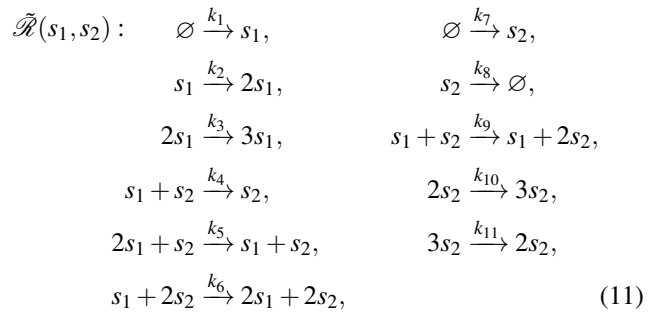 ℛ̃(s₁,s₂) : ∅ —k₁→ s₁, ∅ —k₇→ s₂,
s₁ —k₂→ 2s₁, s₂ —k₈→ ∅,
2s₁ —k₃→ 3s₁, s₁ + s₂ —k₉→ s₁ + 2s₂,
s₁ + s₂ —k₄→ s₂, 2s₂ —k₁₀→ 3s₂,
2s₁ + s₂ —k₅→ s₁ + s₂, 3s₂ —k₁₁→ 2s₂,
s₁ + 2s₂ —k₆→ 2s₁ + 2s₂, (11)